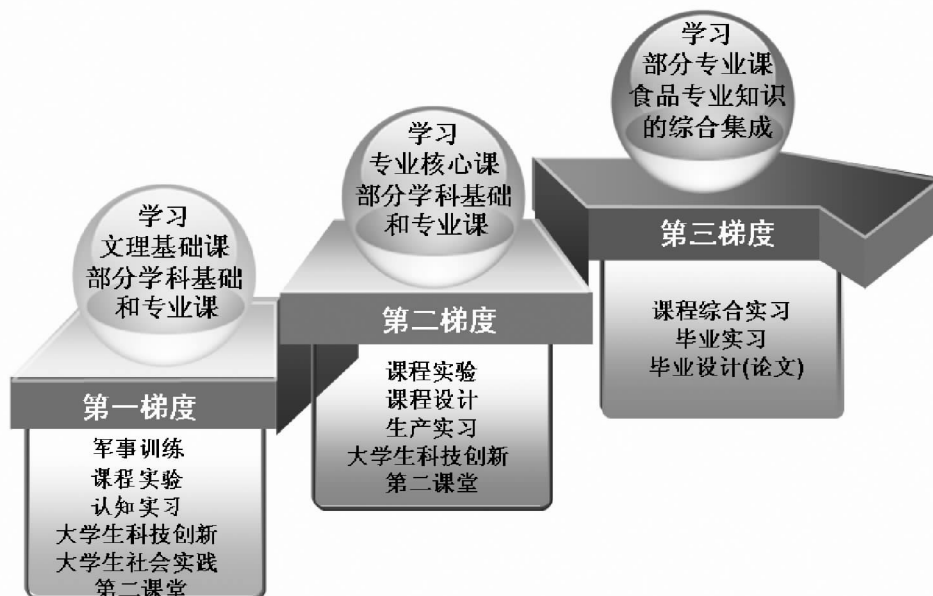 学习
文理基础课
部分学科基础
和专业课
第一梯度
军事训练
课程实验
认知实习
大学生科技创新
大学生社会实践
第二课堂
学习
专业核心课
部分学科基础
和专业课
第二梯度
课程实验
课程设计
生产实习
大学生科技创新
第二课堂
学习
部分专业课
食品专业知识
的综合集成
第三梯度
课程综合实习
毕业实习
毕业设计(论文)